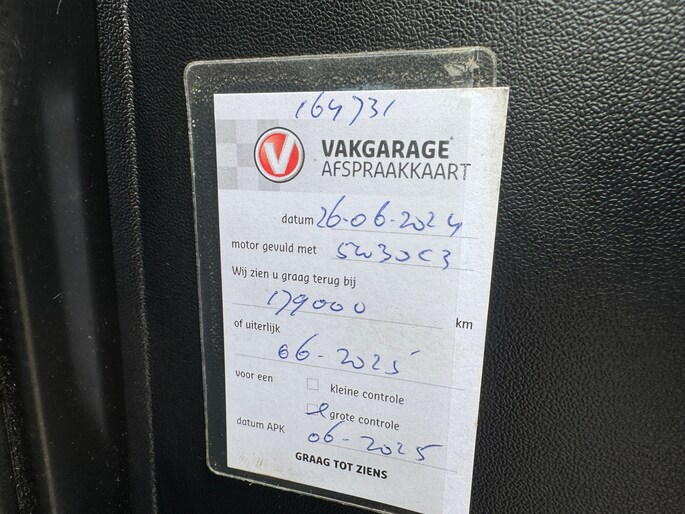 164731
V VAKGARAGE
AFSPRAAKKAART
datum 26-06-2024
motor gevuld met 5W30C3
Wij zien u graag terug bij
179000 km
of uiterlijk
06-2025
voor een
kleine controle
grote controle
datum APK 06-2025
GRAAG TOT ZIENS